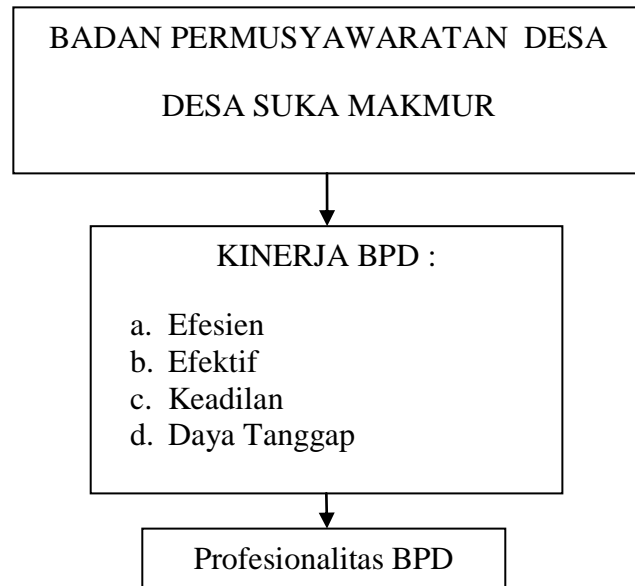 BADAN PERMUSYAWARATAN DESA
DESA SUKA MAKMUR
KINERJA BPD :
a. Efesien
b. Efektif
c. Keadilan
d. Daya Tanggap
Profesionalitas BPD